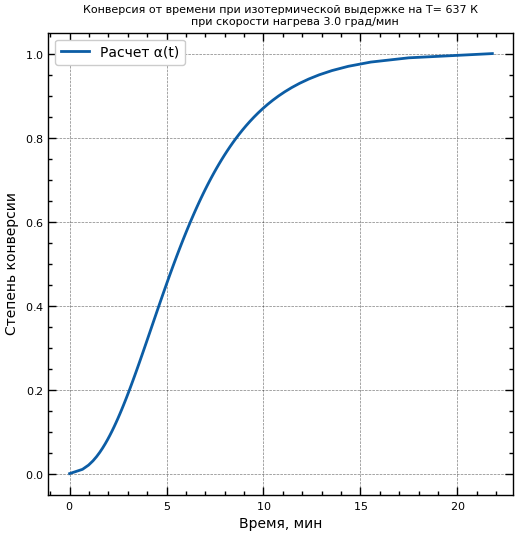 Конверсия от времени при изотермической выдержке на T= 637 К
при скорости нагрева 3.0 град/мин
Расчет α(t)
Степень конверсии
1.0
0.8
0.6
0.4
0.2
0.0
0
5
10
15
20
Время, мин